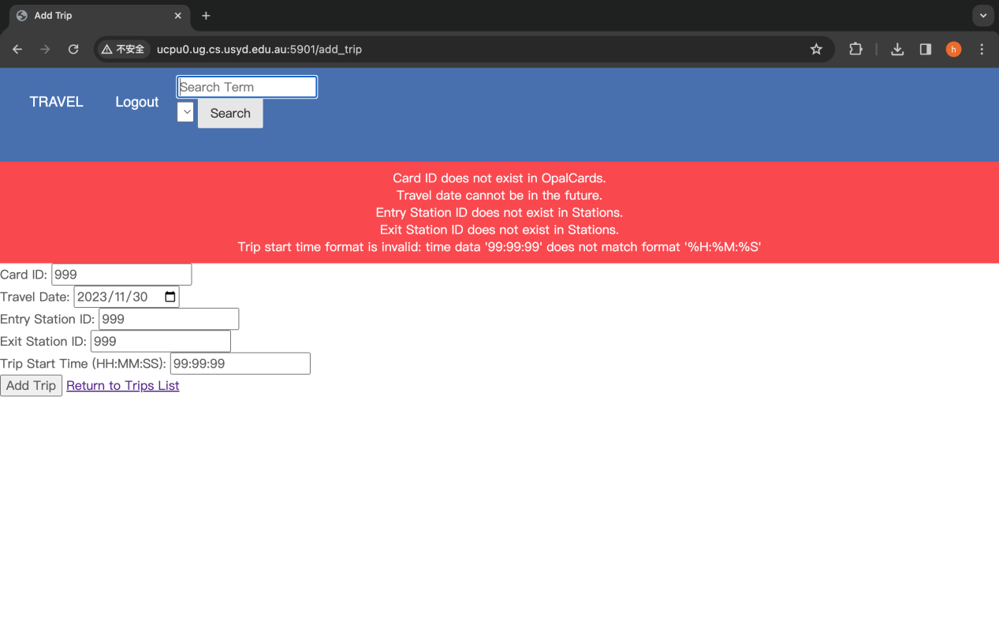 Add Trip
不安全 ucpu0.ug.cs.usyd.edu.au:5901/add_trip
h
TRAVEL Logout Search Term
Search
Card ID does not exist in OpalCards.
Travel date cannot be in the future.
Entry Station ID does not exist in Stations.
Exit Station ID does not exist in Stations.
Trip start time format is invalid: time data '99:99:99' does not match format '%H:%M:%S'
Card ID: 999
Travel Date: 2023/11/30
Entry Station ID: 999
Exit Station ID: 999
Trip Start Time (HH:MM:SS): 99:99:99
Add Trip Return to Trips List